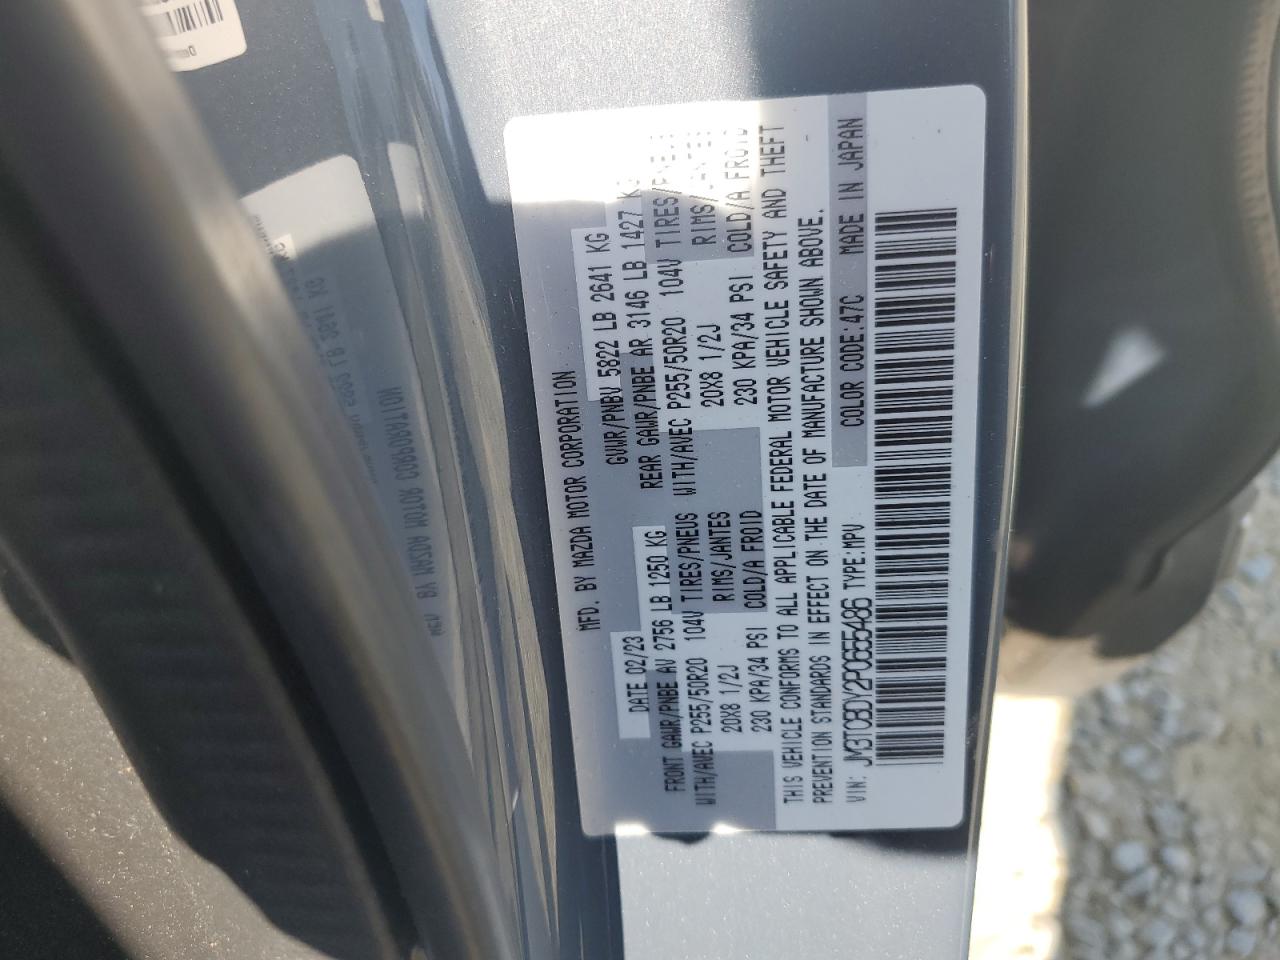 MFD. BY MAZDA MOTOR CORPORATION
DATE 02/23 GVWR/PNBV 5822 LB 2641 KG
FRONT GAWR/PNBE AV 2756 LB 1250 KG REAR GAWR/PNBE AR 3146 LB 1427 KG
WITH/AVEC P255/50R20 104V TIRES/PNEUS WITH/AVEC P255/50R20 104V TIRES/PNEUS
20X8 1/2J RIMS/JANTES 20X8 1/2J RIMS/JANTES
230 KPA/34 PSI COLD/A FROID 230 KPA/34 PSI COLD/A FROID
THIS VEHICLE CONFORMS TO ALL APPLICABLE FEDERAL MOTOR VEHICLE SAFETY AND THEFT
PREVENTION STANDARDS IN EFFECT ON THE DATE OF MANUFACTURE SHOWN ABOVE.
VIN: JM3TCBDY2P0655486 TYPE:MPV COLOR CODE:47C MADE IN JAPAN